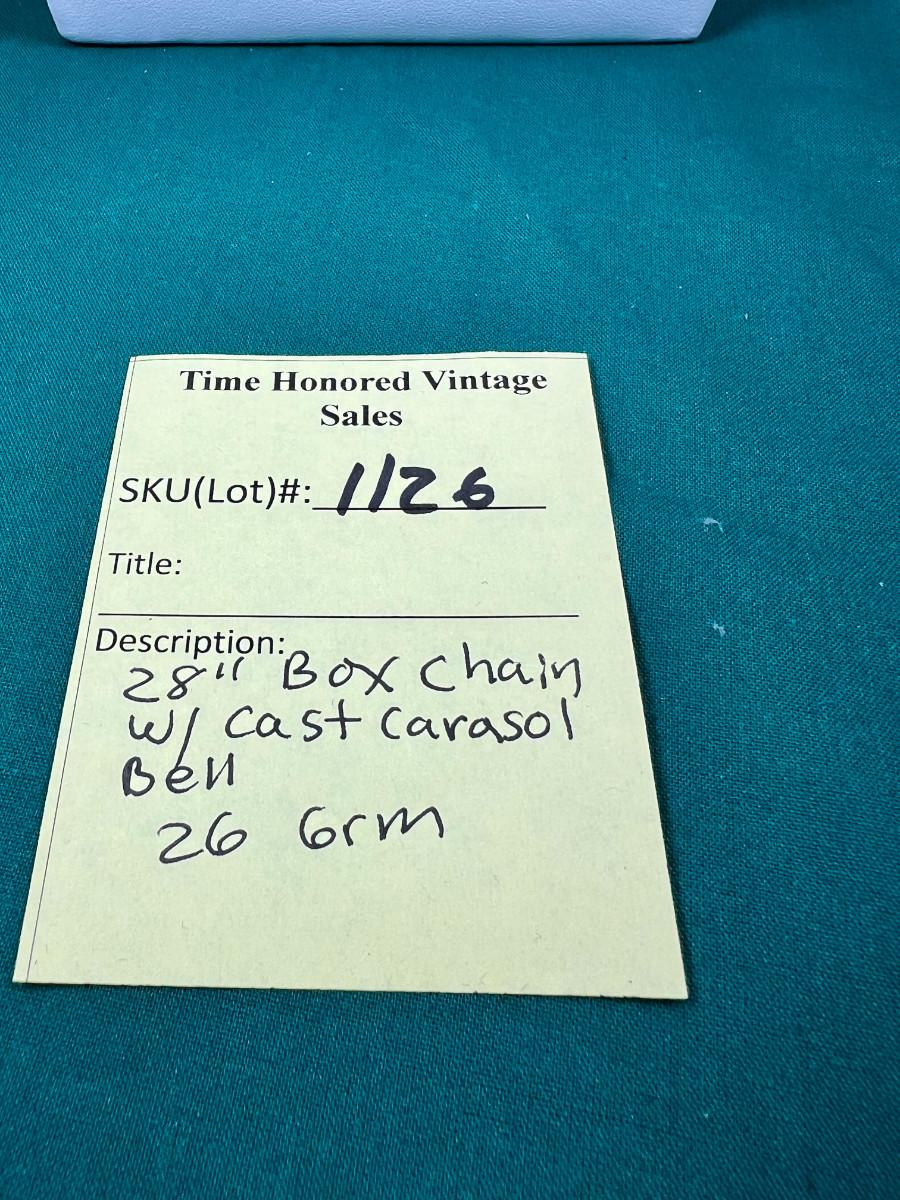 Time Honored Vintage
Sales
SKU(Lot)#: 1126
Title:
Description:
28" Box Chain
w/ Cast Carasol
Bell
26 Grm